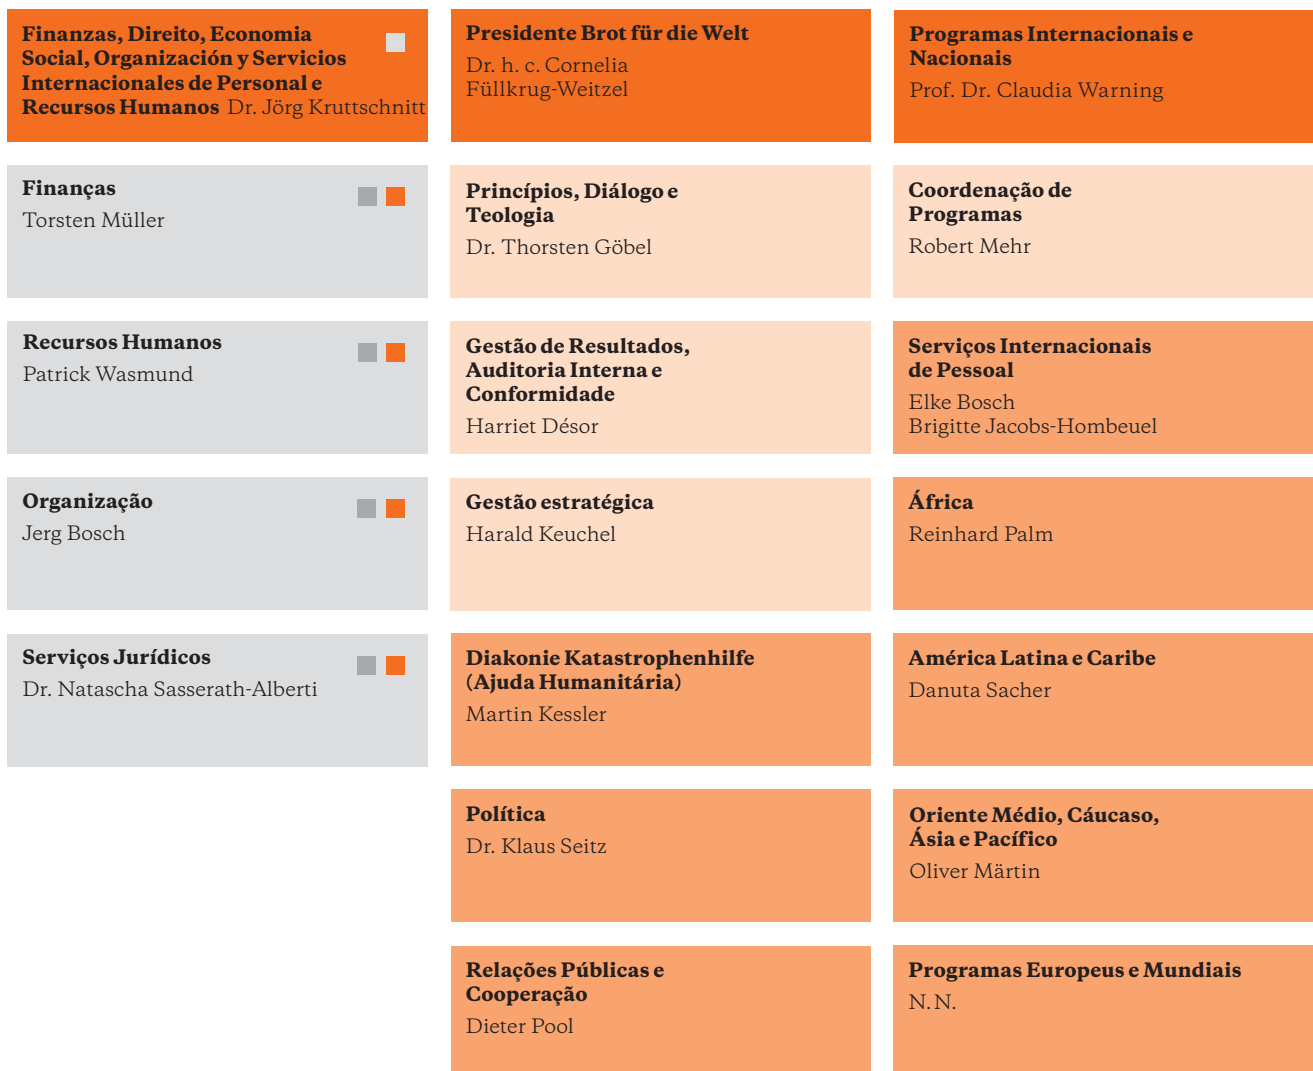 Finanzas, Direito, Economia
Social, Organización y Servicios
Internacionales de Personal e
Recursos Humanos Dr. Jörg Kruttschnitt
Finanças
Torsten Müller
Recursos Humanos
Patrick Wasmund
Organização
Jerg Bosch
Serviços Jurídicos
Dr. Natascha Sasserath-Alberti
Presidente Brot für die Welt
Dr. h. c. Cornelia
Füllkrug-Weitzel
Princípios, Diálogo e
Teologia
Dr. Thorsten Göbel
Gestão de Resultados,
Auditoria Interna e
Conformidade
Harriet Désor
Gestão estratégica
Harald Keuchel
Diakonie Katastrophenhilfe
(Ajuda Humanitária)
Martin Kessler
Política
Dr. Klaus Seitz
Relações Públicas e
Cooperação
Dieter Pool
Programas Internacionais e
Nacionais
Prof. Dr. Claudia Warning
Coordenação de
Programas
Robert Mehr
Serviços Internacionais
de Pessoal
Elke Bosch
Brigitte Jacobs-Hombeuel
África
Reinhard Palm
América Latina e Caribe
Danuta Sacher
Oriente Médio, Cáucaso,
Ásia e Pacífico
Oliver Märtin
Programas Europeus e Mundiais
N. N.